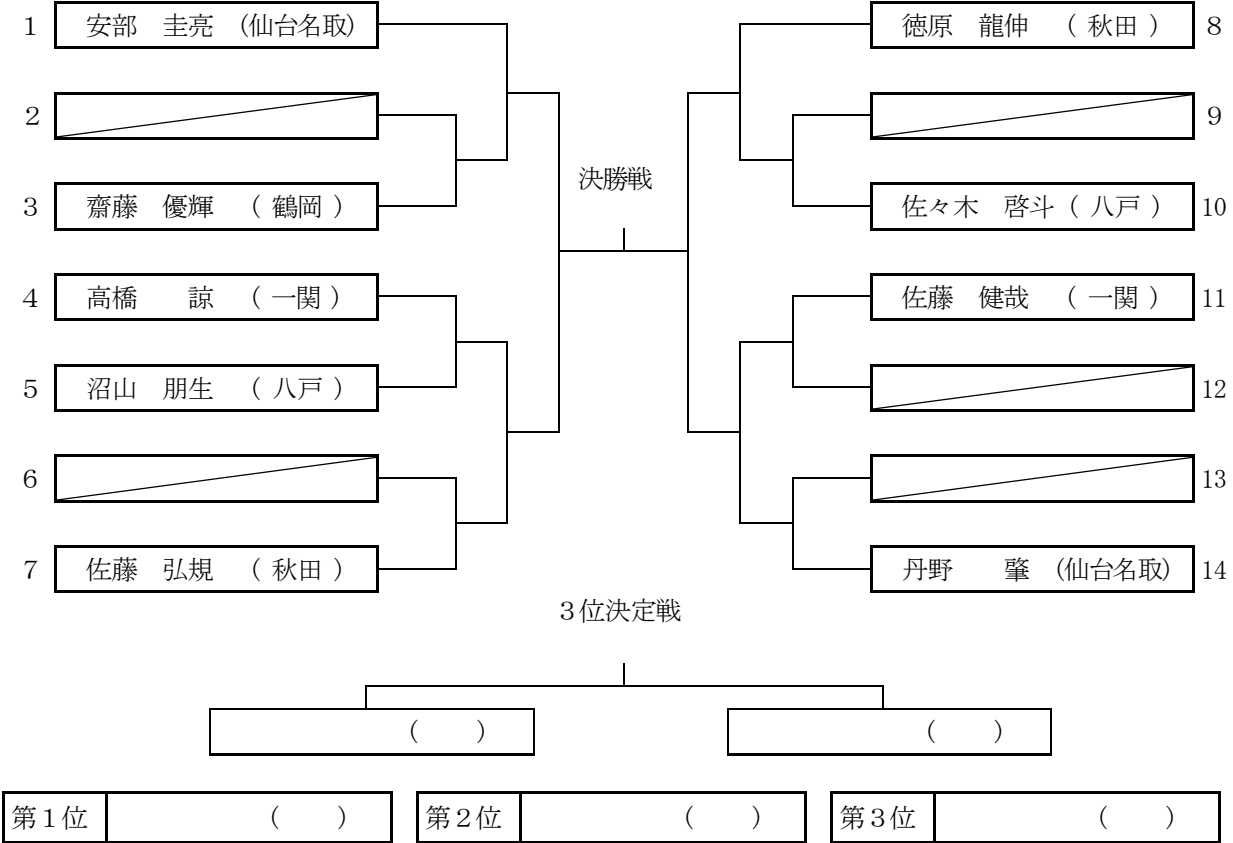 1 安部　圭亮　(仙台名取)
2
3 齋藤　優輝　( 鶴岡 )
4 高橋　　諒　( 一関 )
5 沼山　朋生　( 八戸 )
6
7 佐藤　弘規　( 秋田 )
決勝戦
徳原　龍伸　( 秋田 ) 8
9
佐々木　啓斗 ( 八戸 ) 10
佐藤　健哉　( 一関 ) 11
12
13
丹野　　肇　(仙台名取) 14
３位決定戦
(　　) (　　)
第１位 (　　) 第２位 (　　) 第３位 (　　)